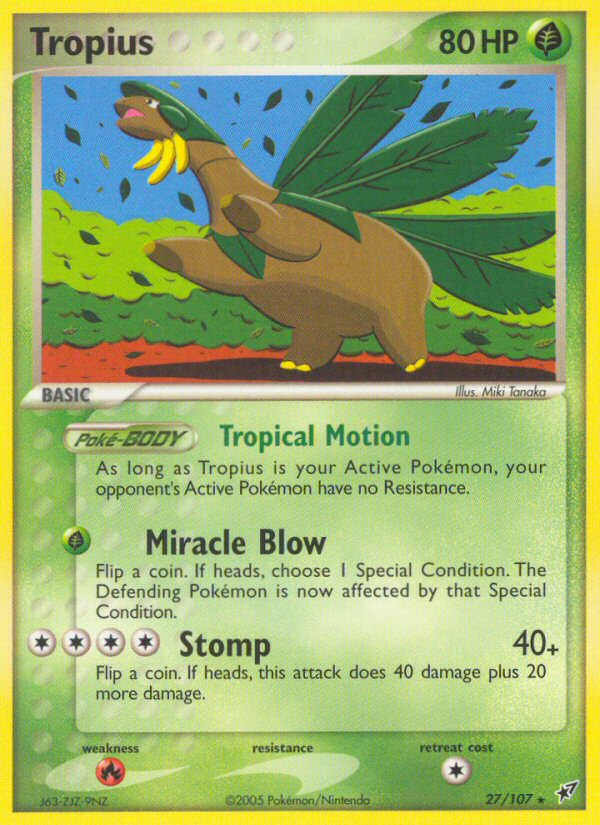 Tropius 80 HP
BASIC
Illus. Miki Tanaka
Poké-BODY Tropical Motion
As long as Tropius is your Active Pokémon, your
opponent's Active Pokémon have no Resistance.
Miracle Blow
Flip a coin. If heads, choose 1 Special Condition. The
Defending Pokémon is now affected by that Special
Condition.
Stomp 40+
Flip a coin. If heads, this attack does 40 damage plus 20
more damage.
weakness resistance retreat cost
J63-ZJZ-9NZ ©2005 Pokémon/Nintendo 27/107 ★